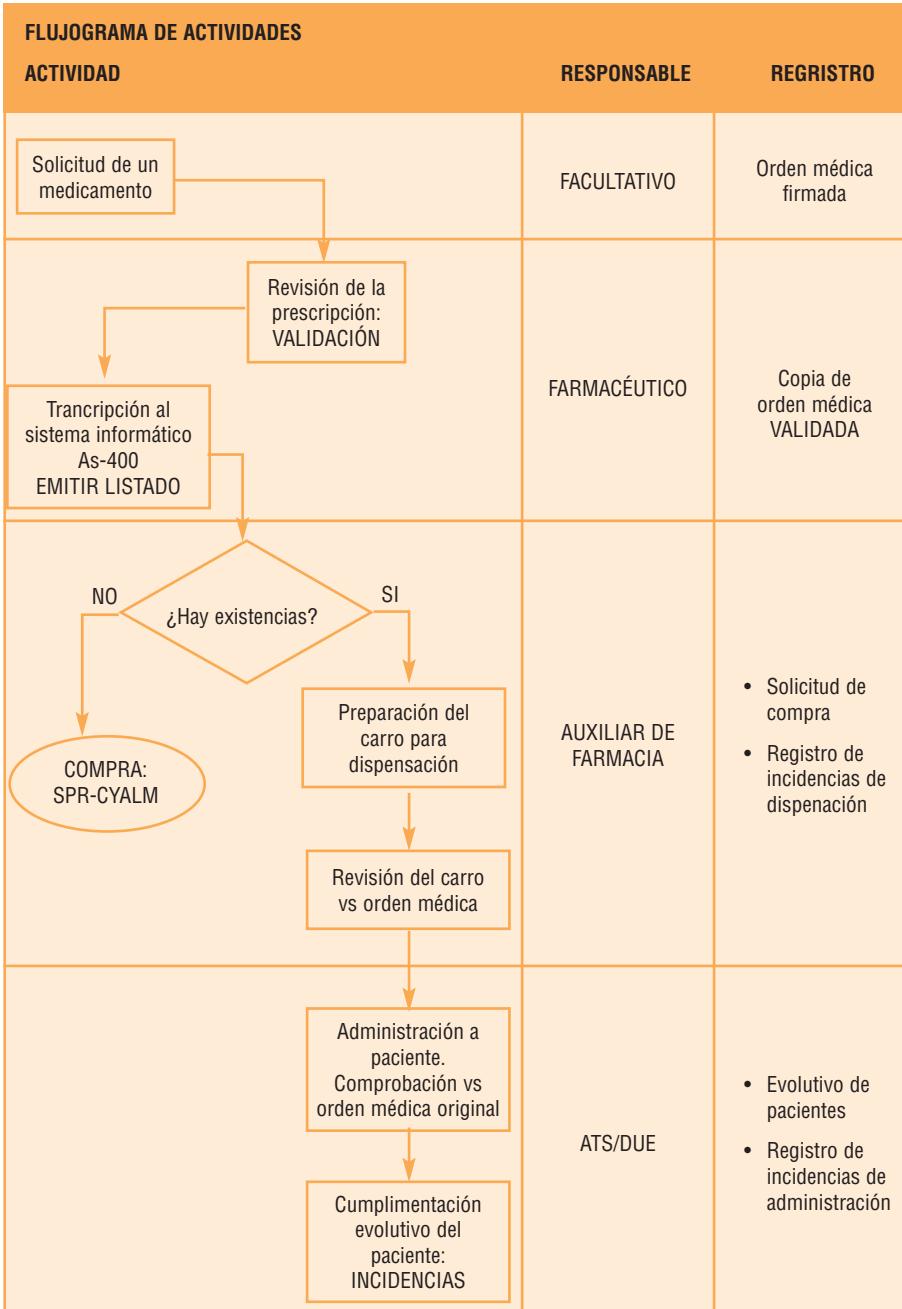 FLUJOGRAMA DE ACTIVIDADES
ACTIVIDAD
RESPONSABLE
REGRISTRO
Solicitud de un
medicamento
FACULTATIVO
Orden médica
firmada
Revisión de la
prescripción:
VALIDACIÓN
Trancripción al
sistema informático
As-400
EMITIR LISTADO
FARMACÉUTICO
Copia de
orden médica
VALIDADA
NO
¿Hay existencias?
SI
COMPRA:
SPR-CYALM
Preparación del
carro para
dispensación
Revisión del carro
vs orden médica
AUXILIAR DE
FARMACIA
• Solicitud de
compra
• Registro de
incidencias de
dispenación
Administración a
paciente.
Comprobación vs
orden médica original
Cumplimentación
evolutivo del
paciente:
INCIDENCIAS
ATS/DUE
• Evolutivo de
pacientes
• Registro de
incidencias de
administración